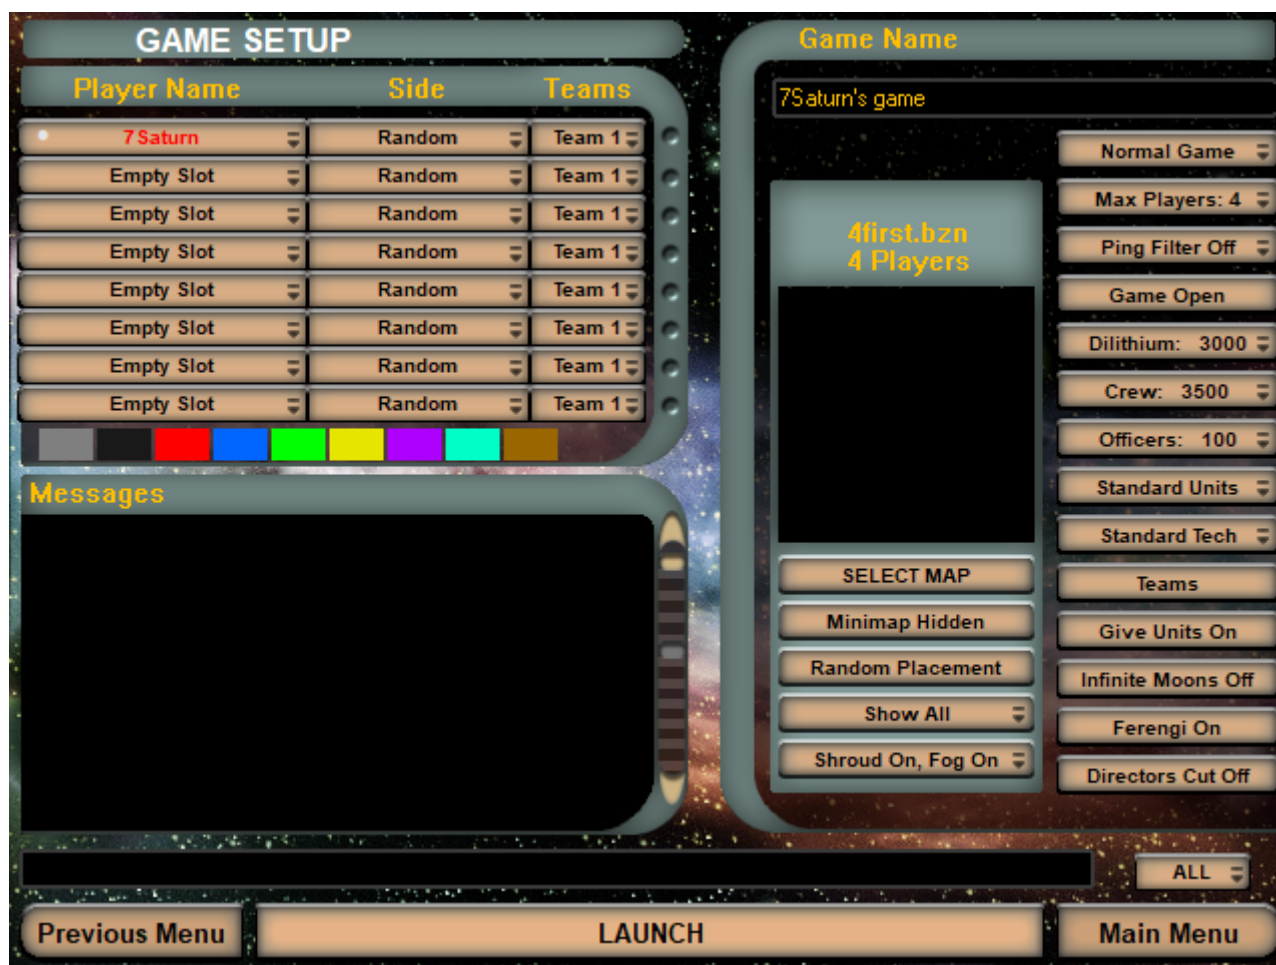 GAME SETUP
Player Name Side Teams
7Saturn Random Team 1
Empty Slot Random Team 1
Empty Slot Random Team 1
Empty Slot Random Team 1
Empty Slot Random Team 1
Empty Slot Random Team 1
Empty Slot Random Team 1
Empty Slot Random Team 1
Messages
Game Name
7Saturn's game
4first.bzn
4 Players
SELECT MAP
Minimap Hidden
Random Placement
Show All
Shroud On, Fog On
Normal Game
Max Players: 4
Ping Filter Off
Game Open
Dilithium: 3000
Crew: 3500
Officers: 100
Standard Units
Standard Tech
Teams
Give Units On
Infinite Moons Off
Ferengi On
Directors Cut Off
ALL
Previous Menu
LAUNCH
Main Menu